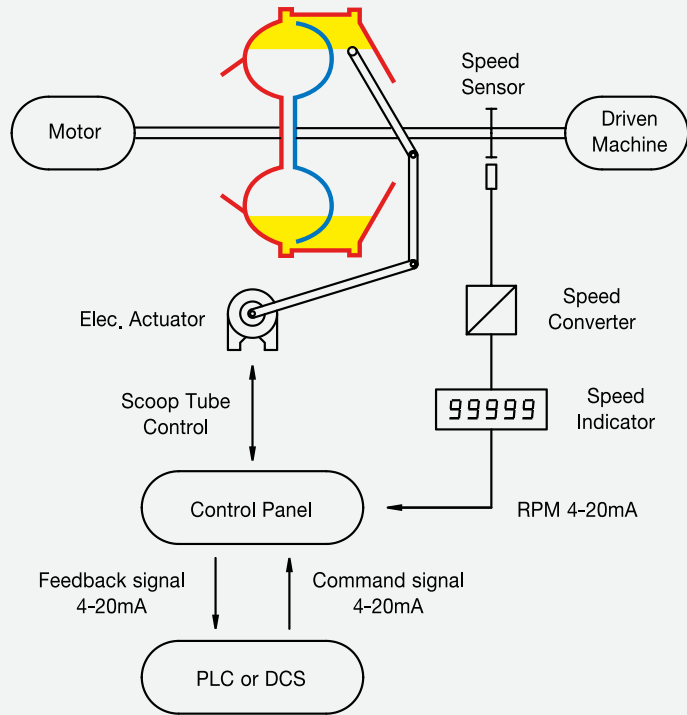 Speed
Sensor
Motor
Driven
Machine
Elec. Actuator
Speed
Converter
Scoop Tube
Control
99999
Speed
Indicator
Control Panel
RPM 4-20mA
Feedback signal
4-20mA
Command signal
4-20mA
PLC or DCS